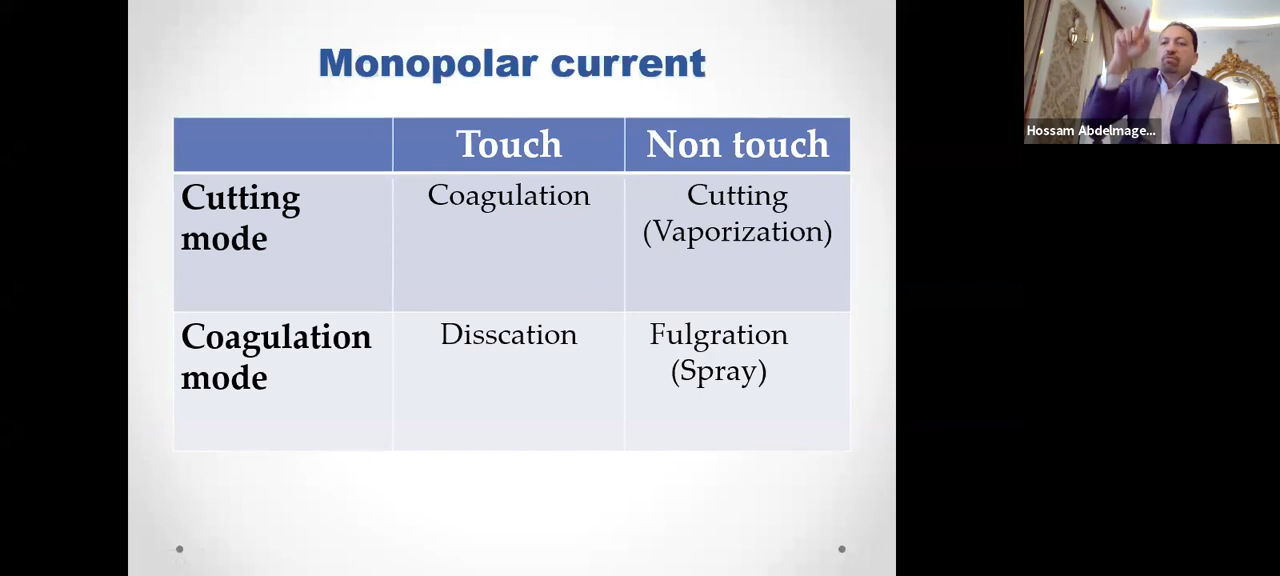 Monopolar current
Touch
Non touch
Cutting
mode
Coagulation
Cutting
(Vaporization)
Coagulation
mode
Disscation
Fulgration
(Spray)
Hossam Abdelmage...